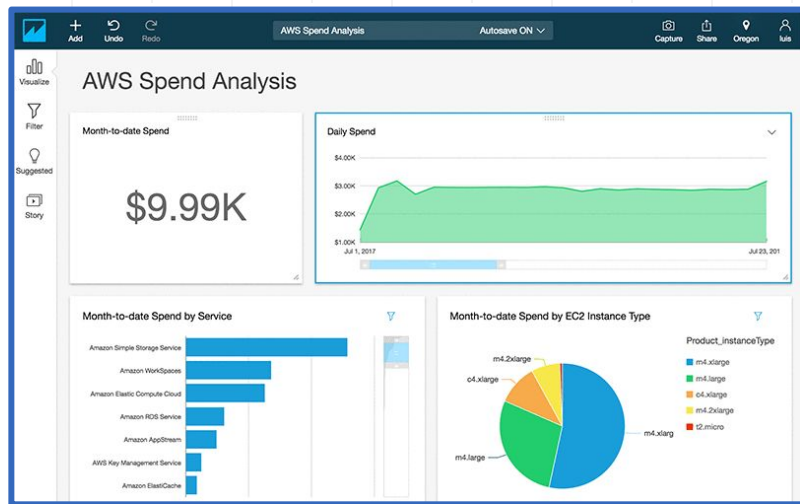 Add
Undo
Redo
AWS Spend Analysis
Autosave ON
Capture
Share
Oregon
luis
Visualize
Filter
Suggested
Story
AWS Spend Analysis
Month-to-date Spend
$9.99K
Daily Spend
$4.00K
$3.00K
$2.00K
$1.00K
Jul 1, 2017
Jul 23, 201
Month-to-date Spend by Service
Amazon Simple Storage Service
Amazon WorkSpaces
Amazon Elastic Compute Cloud
Amazon RDS Service
Amazon AppStream
AWS Key Management Service
Amazon ElastiCache
Month-to-date Spend by EC2 Instance Type
m4.2xlarge
c4.xlarge
m4.large
m4.xlarg
Product_instanceType
m4.xlarge
m4.large
c4.xlarge
m4.2xlarge
t2.micro